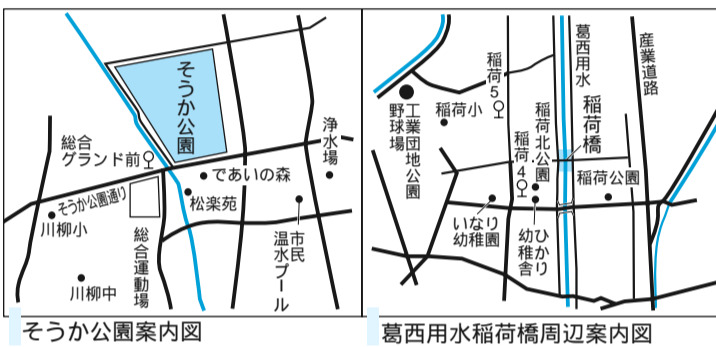 そうか公園
総合
グランド前
そうか公園通り
川柳小
川柳中
総合運動場
であいの森
松楽苑
浄水場
市民
温水プール
そうか公園案内図
葛西用水
産業道路
稲荷5
稲荷小
工業団地公園
野球場
稲荷北公園
稲荷4
稲荷橋
稲荷公園
いなり
幼稚園
ひかり
幼稚舎
葛西用水稲荷橋周辺案内図